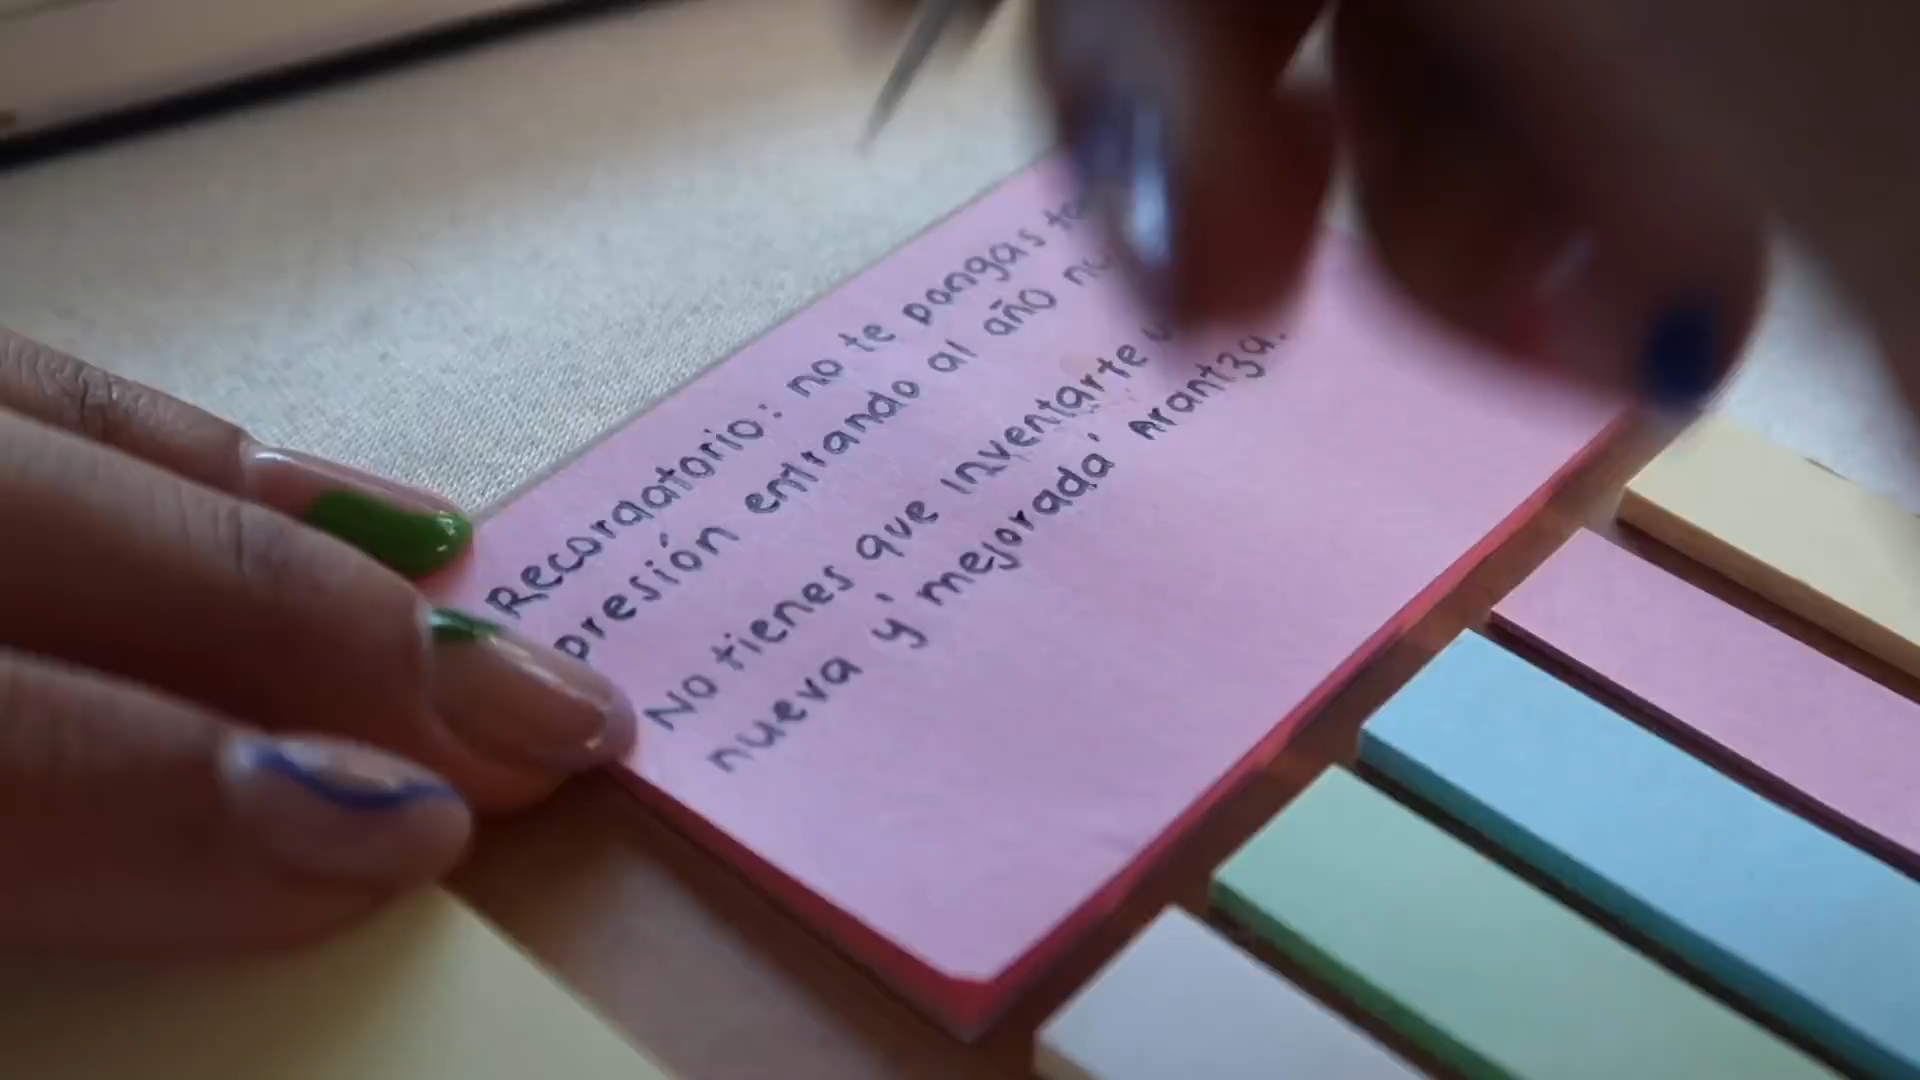 Recordatorio: no te pongas
presión entrando al año
No tienes que inventarte
nueva y' mejorada' Arantza.